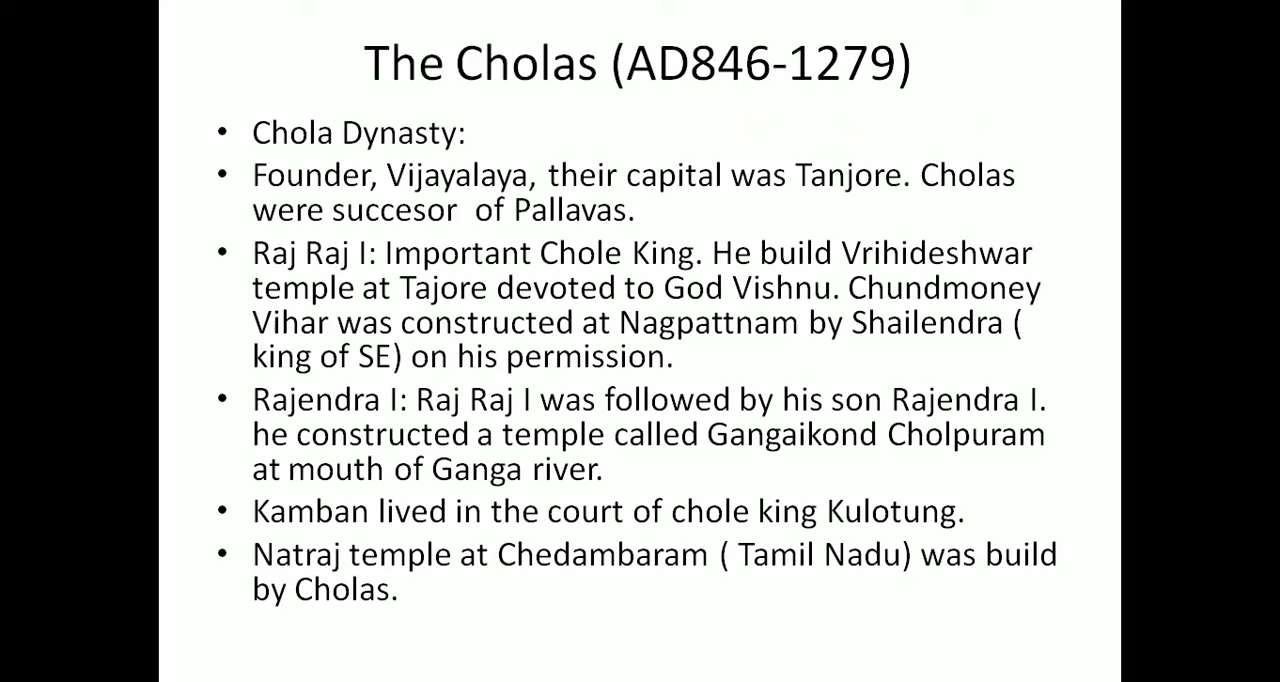 The Cholas (AD846-1279)
• Chola Dynasty:
• Founder, Vijayalaya, their capital was Tanjore. Cholas
were succesor  of Pallavas.
• Raj Raj I: Important Chole King. He build Vrihideshwar
temple at Tajore devoted to God Vishnu. Chundmoney
Vihar was constructed at Nagpattnam by Shailendra (
king of SE) on his permission.
• Rajendra I: Raj Raj I was followed by his son Rajendra I.
he constructed a temple called Gangaikond Cholpuram
at mouth of Ganga river.
• Kamban lived in the court of chole king Kulotung.
• Natraj temple at Chedambaram ( Tamil Nadu) was build
by Cholas.